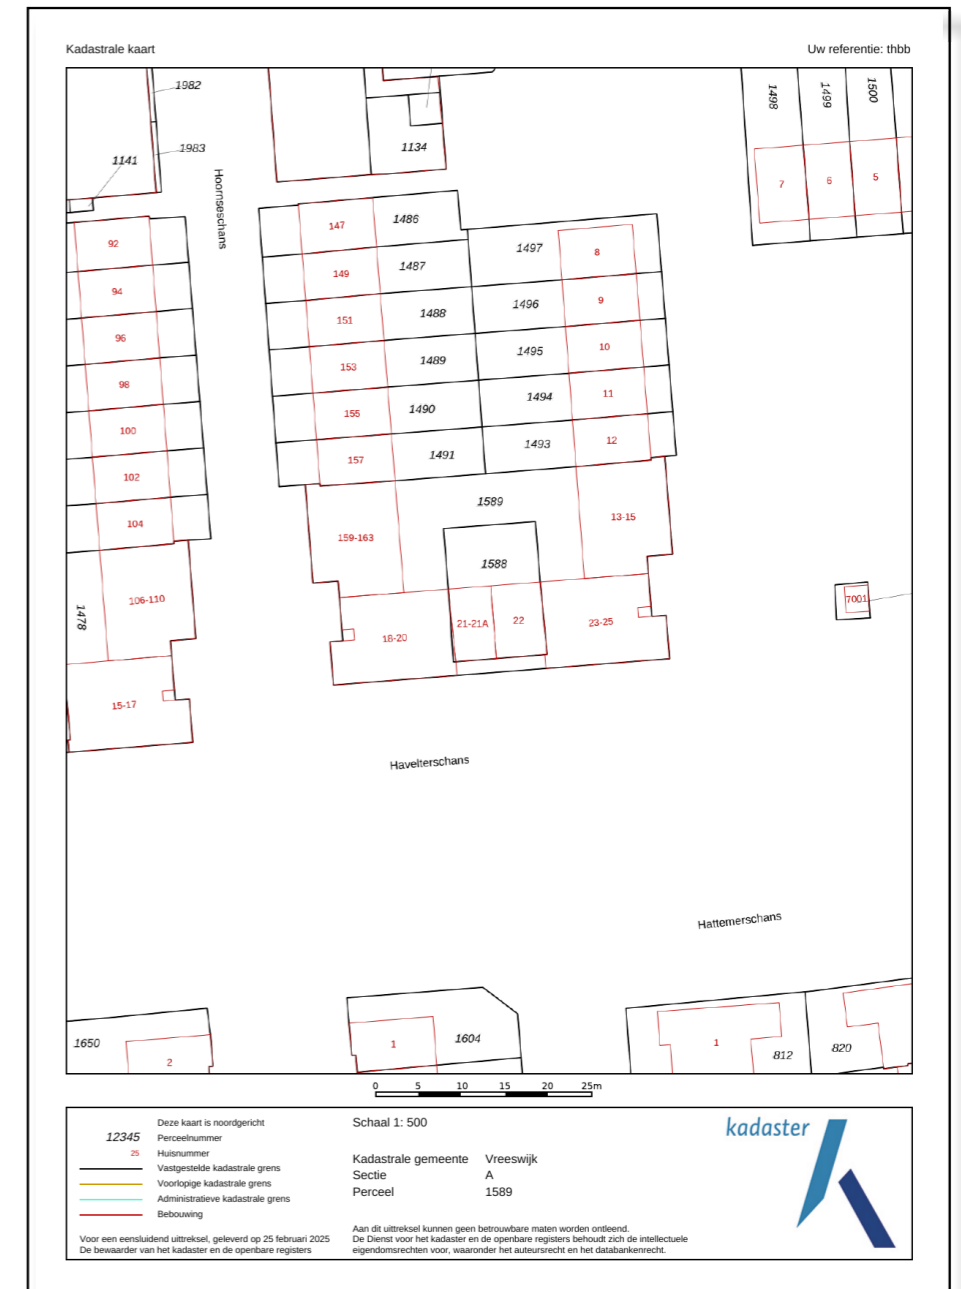 Kadastrale kaart
Uw referentie: thbb
1982
1983
1141
Hoornseschans
1134
1498
1499
1500
7
6
5
92
94
96
98
100
102
104
106-110
1478
15-17
147
1486
149
1487
151
1488
153
1489
155
1490
157
1491
1497
8
1496
9
1495
10
1494
11
1493
12
1589
159-163
13-15
1588
18-20
21-21A
22
23-25
7001
Havelterschans
Hattemerschans
1650
2
1
1604
1
812
820
0 5 10 15 20 25m
Deze kaart is noordgericht
12345 Perceelnummer
25 Huisnummer
Vastgestelde kadastrale grens
Voorlopige kadastrale grens
Administratieve kadastrale grens
Bebouwing
Voor een eensluidend uittreksel, geleverd op 25 februari 2025
De bewaarder van het kadaster en de openbare registers
Schaal 1: 500
Kadastrale gemeente Vreeswijk
Sectie A
Perceel 1589
Aan dit uittreksel kunnen geen betrouwbare maten worden ontleend.
De Dienst voor het kadaster en de openbare registers behoudt zich de intellectuele
eigendomsrechten voor, waaronder het auteursrecht en het databankenrecht.
kadaster